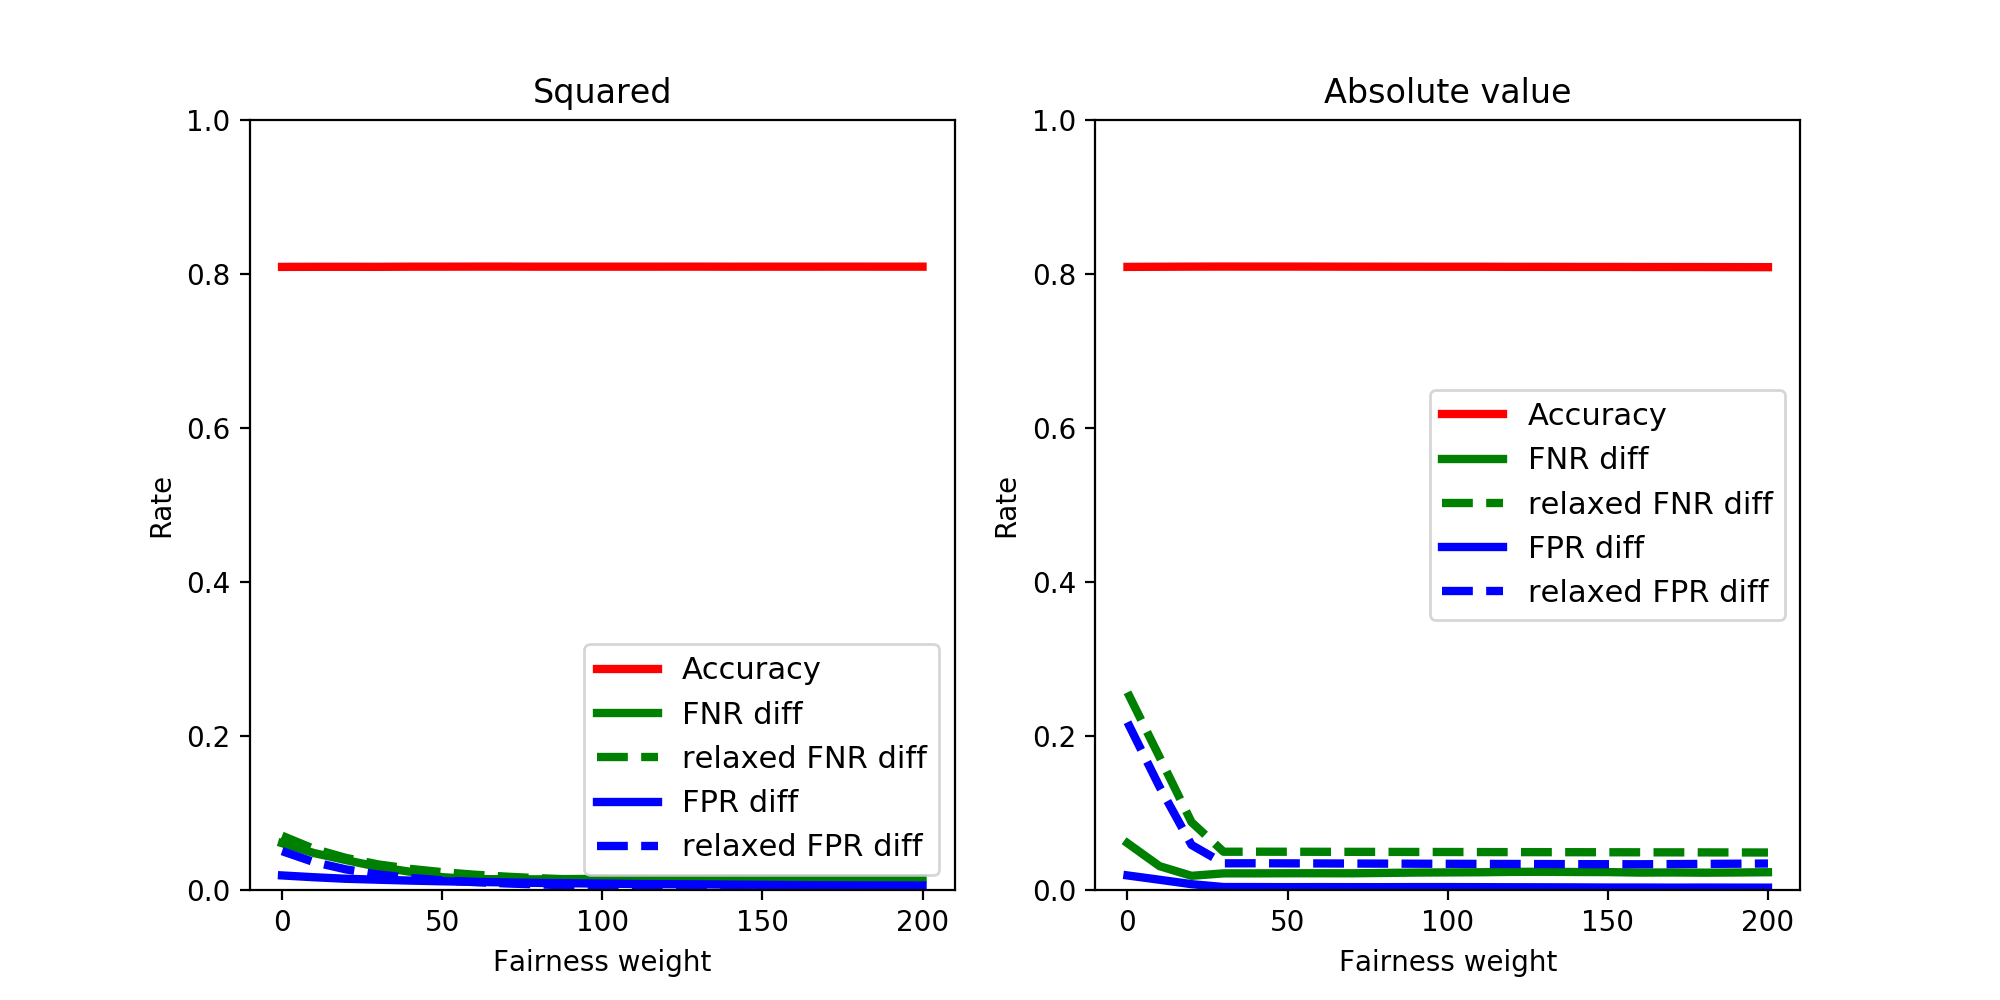 Squared
1.0
0.8
0.6
0.4
0.2
0.0
Rate
0
50
100
150
200
Fairness weight
Accuracy
FNR diff
relaxed FNR diff
FPR diff
relaxed FPR diff
Absolute value
1.0
0.8
0.6
0.4
0.2
0.0
Rate
0
50
100
150
200
Fairness weight
Accuracy
FNR diff
relaxed FNR diff
FPR diff
relaxed FPR diff